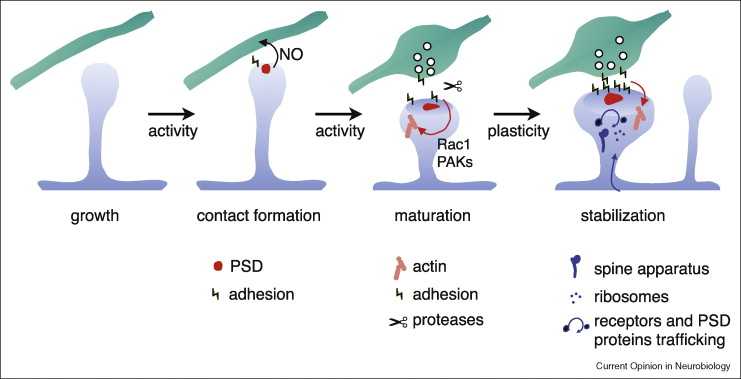 NO
activity
activity
Rac1
PAKs
plasticity
growth
contact formation
maturation
stabilization
PSD
adhesion
actin
adhesion
proteases
spine apparatus
ribosomes
receptors and PSD
proteins trafficking
Current Opinion in Neurobiology